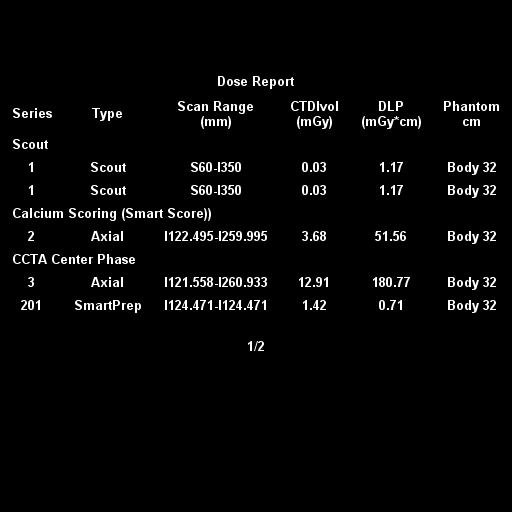 Dose Report
Series Type Scan Range (mm) CTDIvol (mGy) DLP (mGy*cm) Phantom cm
Scout
1 Scout S60-I350 0.03 1.17 Body 32
1 Scout S60-I350 0.03 1.17 Body 32
Calcium Scoring (Smart Score))
2 Axial I122.495-I259.995 3.68 51.56 Body 32
CCTA Center Phase
3 Axial I121.558-I260.933 12.91 180.77 Body 32
201 SmartPrep I124.471-I124.471 1.42 0.71 Body 32
1/2